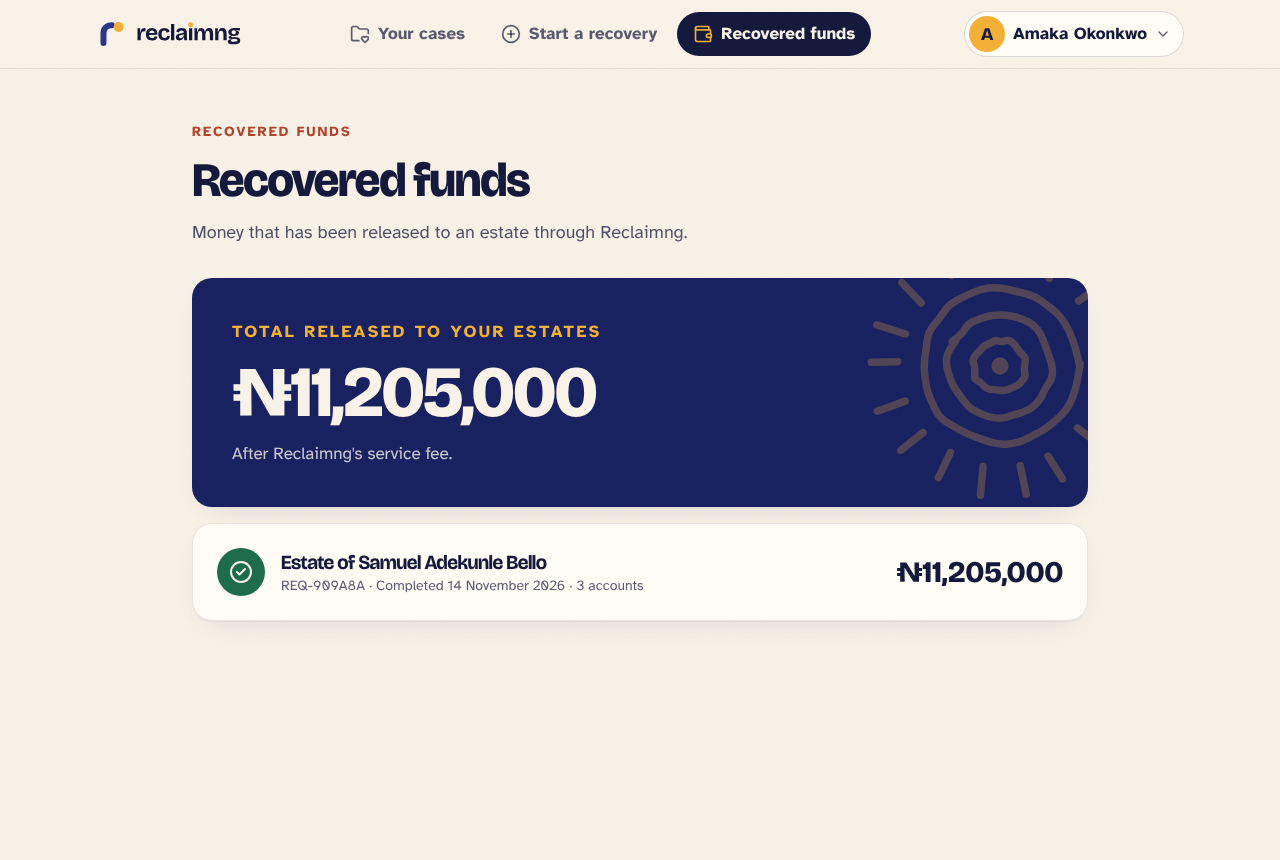 reclaimng
Your cases
Start a recovery
Recovered funds
A
Amaka Okonkwo
RECOVERED FUNDS
Recovered funds
Money that has been released to an estate through Reclaimng.
TOTAL RELEASED TO YOUR ESTATES
₦11,205,000
After Reclaimng's service fee.
Estate of Samuel Adekunle Bello
₦11,205,000
REQ-909A8A · Completed 14 November 2026 · 3 accounts